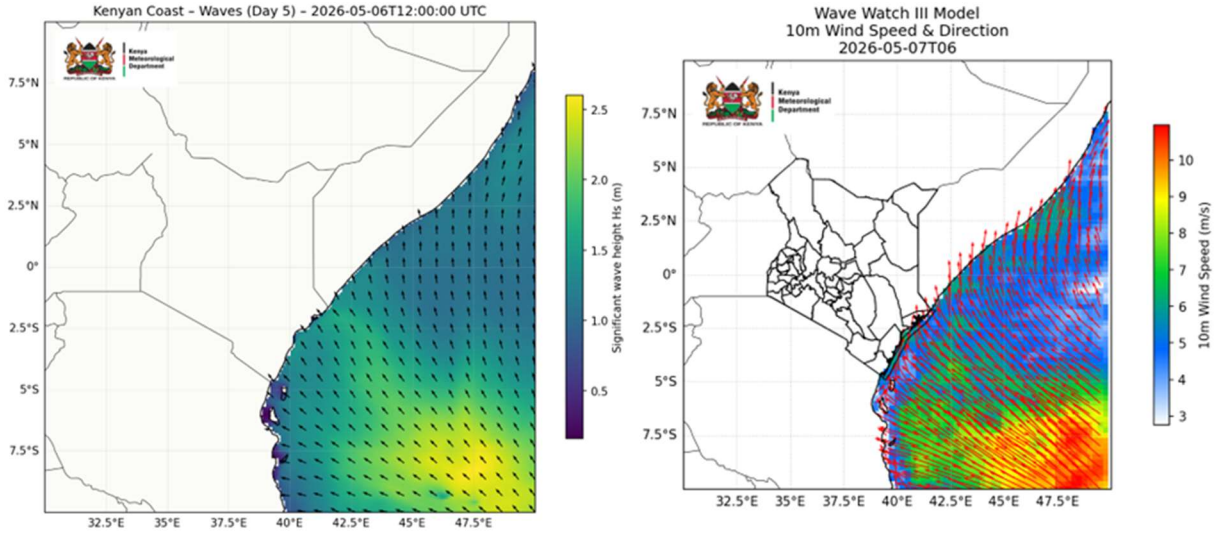 Kenyan Coast – Waves (Day 5) – 2026-05-06T12:00:00 UTC
REPUBLIC OF KENYA
Kenya
Meteorological
Department
7.5°N
5°N
2.5°N
0°
2.5°S
5°S
7.5°S
32.5°E 35°E 37.5°E 40°E 42.5°E 45°E 47.5°E
2.5
2.0
1.5
1.0
0.5
Significant wave height Hs (m)
Wave Watch III Model
10m Wind Speed & Direction
2026-05-07T06
REPUBLIC OF KENYA
Kenya
Meteorological
Department
7.5°N
5°N
2.5°N
0°
2.5°S
5°S
7.5°S
32.5°E 35°E 37.5°E 40°E 42.5°E 45°E 47.5°E
10
9
8
7
6
5
4
3
10m Wind Speed (m/s)